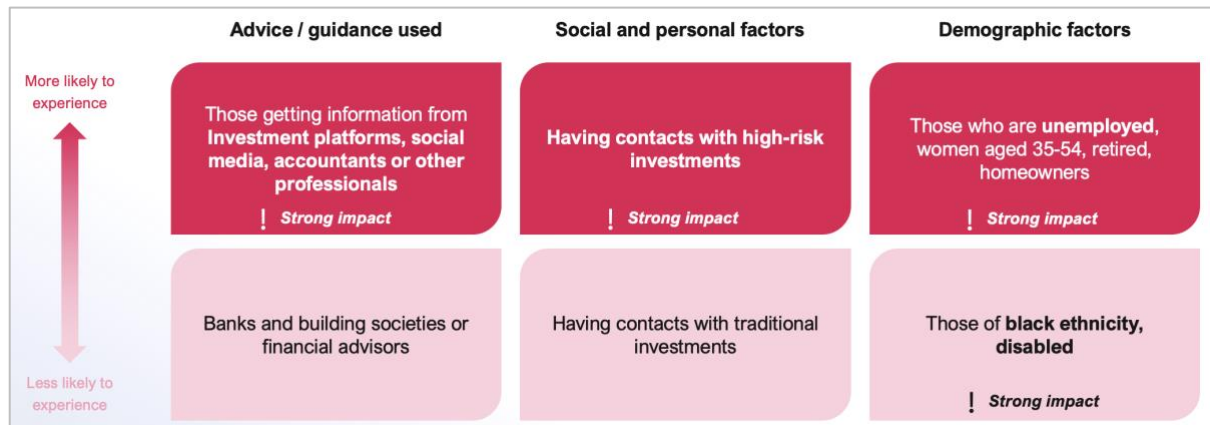 Advice / guidance used
Social and personal factors
Demographic factors
More likely to
experience
Those getting information from
Investment platforms, social
media, accountants or other
professionals
! Strong impact
Having contacts with high-risk
investments
! Strong impact
Those who are unemployed,
women aged 35-54, retired,
homeowners
! Strong impact
Banks and building societies or
financial advisors
Having contacts with traditional
investments
Those of black ethnicity,
disabled
! Strong impact
Less likely to
experience